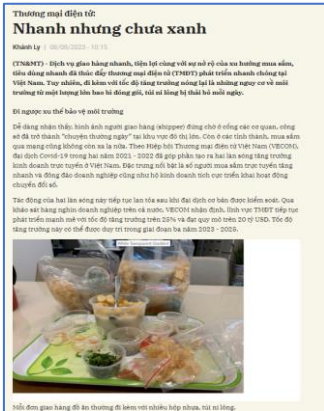 Thương mại điện tử:
Nhanh nhưng chưa xanh
Khánh Ly | 08/08/2023 - 10:15
(TN&MT) - Dịch vụ giao hàng nhanh, tiện lợi cùng với sự nở rộ của xu hướng mua sắm,
tiêu dùng nhanh đã thúc đẩy thương mại điện tử (TMĐT) phát triển nhanh chóng tại
Việt Nam. Tuy nhiên, đi kèm với tốc độ tăng trưởng nóng lại là những nguy cơ về môi
trường từ một lượng lớn bao bì đóng gói, túi ni lông bị thải bỏ mỗi ngày.
Đi ngược xu thế bảo vệ môi trường
Dễ dàng nhận thấy, hình ảnh người giao hàng (shipper) đứng chờ ở cổng các cơ quan, công
sở đã trở thành "chuyện thường ngày" tại khu vực đô thị lớn. Còn ở các tỉnh thành, mua sắm
qua mạng cũng không còn xa lạ nữa. Theo Hiệp hội Thương mại điện tử Việt Nam (VECOM),
đại dịch Covid-19 trong hai năm 2021 - 2022 đã góp phần tạo ra hai làn sóng tăng trưởng
kinh doanh trực tuyến ở Việt Nam. Đặc trưng nổi bật là số người mua sắm trực tuyến tăng
nhanh và đông đảo doanh nghiệp cũng như hộ kinh doanh tích cực triển khai hoạt động
chuyển đổi số.
Tác động của hai làn sóng này tiếp tục lan tỏa sau khi đại dịch cơ bản được kiểm soát. Qua
khảo sát hàng nghìn doanh nghiệp trên cả nước, VECOM nhận định, lĩnh vực TMĐT tiếp tục
phát triển mạnh mẽ với tốc độ tăng trưởng trên 25% và đạt quy mô trên 20 tỷ USD. Tốc độ
tăng trưởng này có thể được duy trì trong giai đoạn ba năm 2023 - 2025.
Mỗi đơn giao hàng đồ ăn thường đi kèm với nhiều hộp nhựa, túi ni lông.